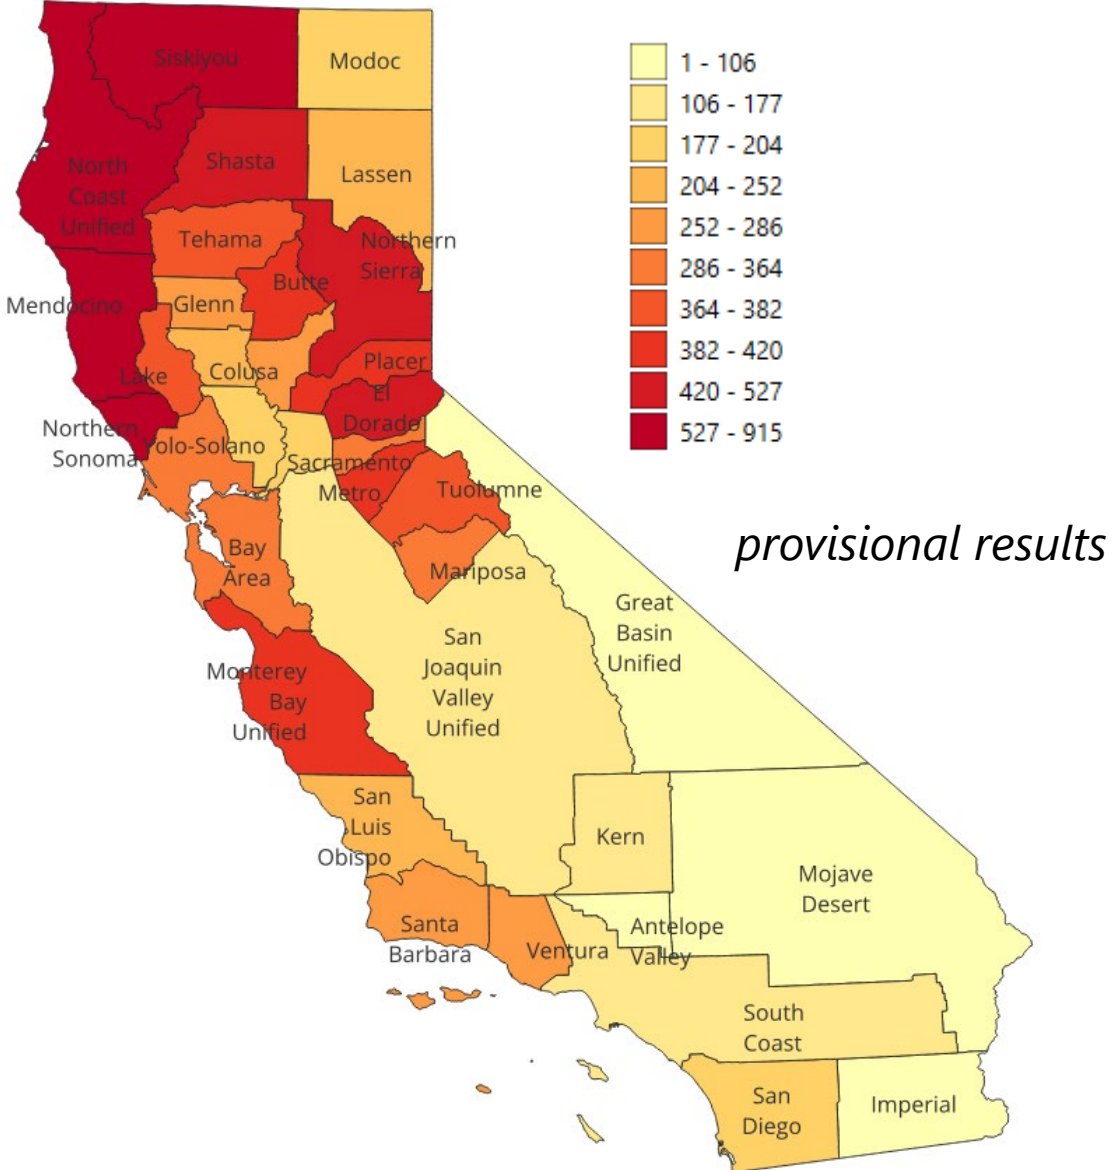 Siskiyou
Modoc
1 - 106
106 - 177
177 - 204
204 - 252
252 - 286
286 - 364
364 - 382
382 - 420
420 - 527
527 - 915
North
Coast
Unified
Shasta
Lassen
Tehama
Northern
Sierra
Butte
Mendocino
Glenn
Lake
Colusa
Placer
El
Dorado
Northern
Sonoma
Yolo-Solano
Sacramento
Metro
Tuolumne
provisional results
Bay
Area
Mariposa
Great
Basin
Unified
San
Joaquin
Valley
Unified
Monterey
Bay
Unified
San
Luis
Obispo
Kern
Mojave
Desert
Santa
Barbara
Ventura
Antelope
Valley
South
Coast
San
Diego
Imperial